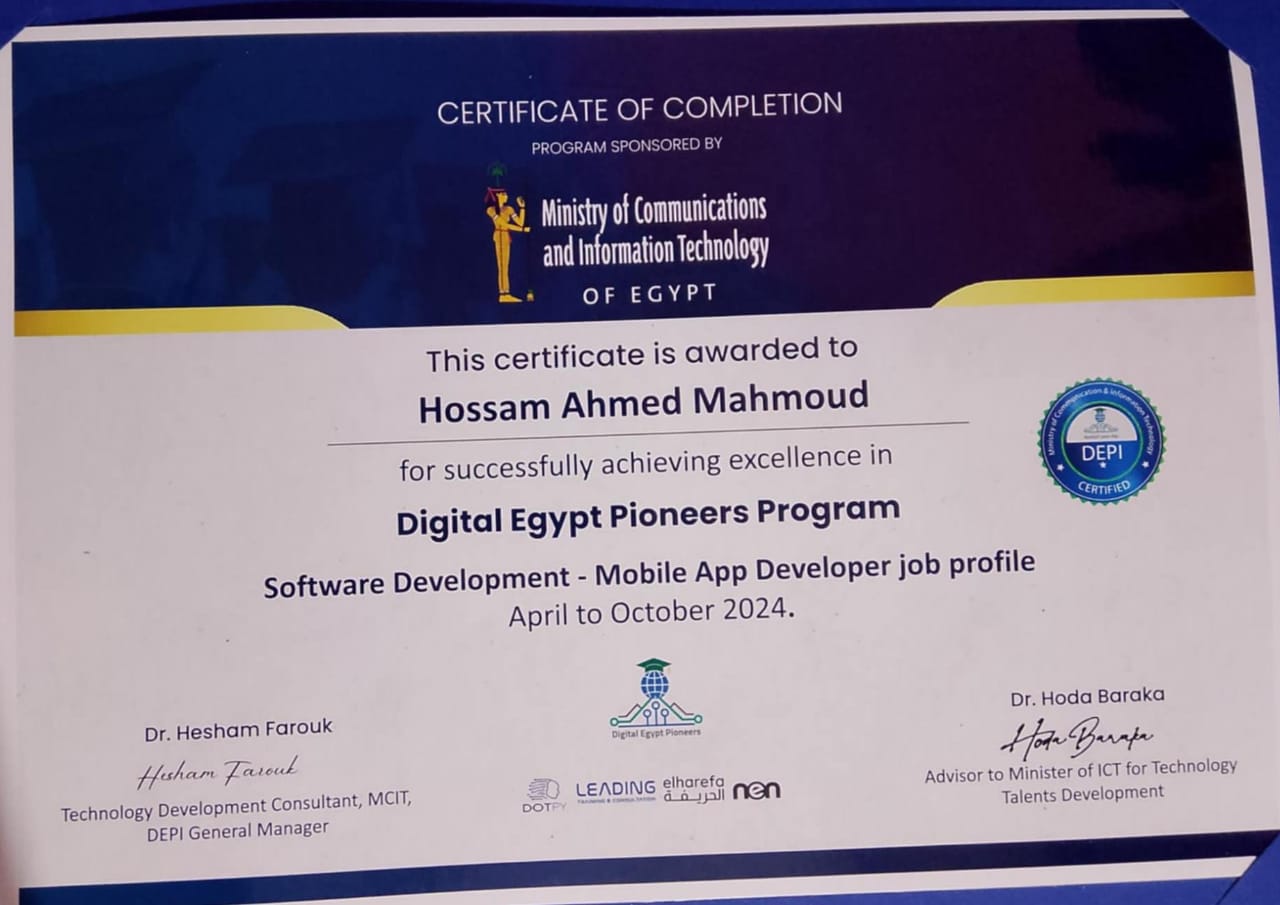 CERTIFICATE OF COMPLETION
PROGRAM SPONSORED BY
Ministry of Communications
and Information Technology
OF EGYPT
This certificate is awarded to
Hossam Ahmed Mahmoud
for successfully achieving excellence in
Digital Egypt Pioneers Program
Software Development - Mobile App Developer job profile
April to October 2024.
Ministry of Communication & Information Technology
DEPI
CERTIFIED
Digital Egypt Pioneers
Dr. Hesham Farouk
Hesham Farouk
Technology Development Consultant, MCIT,
DEPI General Manager
DOTPY
LEADING
TRAINING & CONSULTATION
elharefa
الحريفة
nen
Dr. Hoda Baraka
Hoda Baraka
Advisor to Minister of ICT for Technology
Talents Development